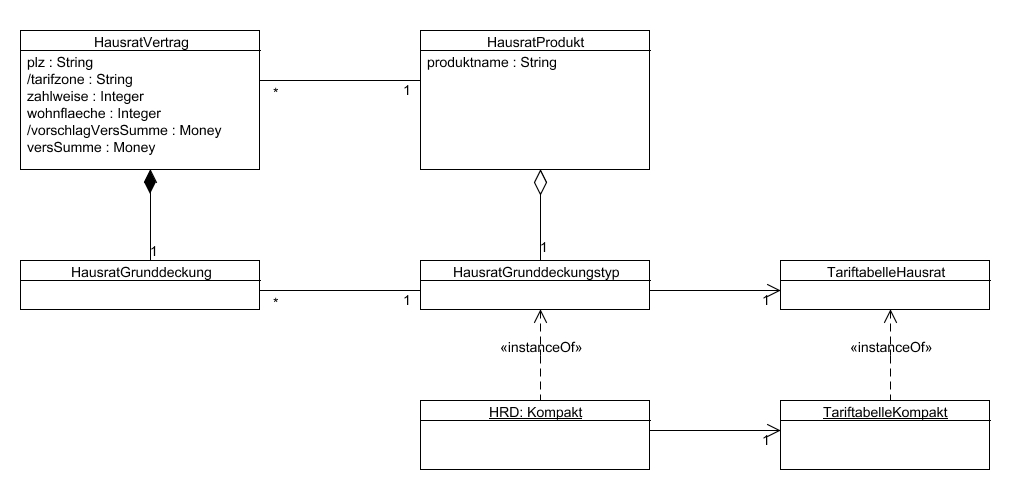 HausratVertrag
plz : String
/tarifzone : String
zahlweise : Integer
wohnflaeche : Integer
/vorschlagVersSumme : Money
versSumme : Money
*
1
HausratProdukt
produktname : String
1
1
HausratGrunddeckung
*
1
HausratGrunddeckungstyp
1
TariftabelleHausrat
«instanceOf»
«instanceOf»
HRD: Kompakt
1
TariftabelleKompakt